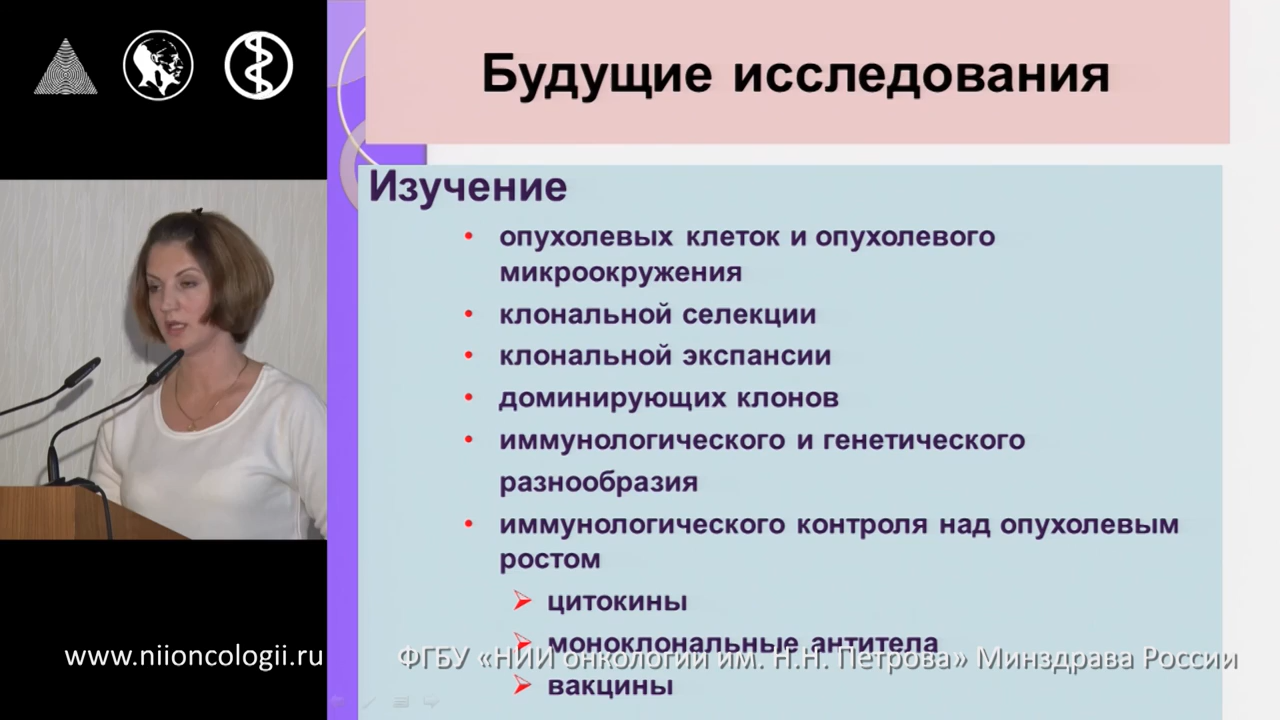 Будущие исследования
Изучение
• опухолевых клеток и опухолевого
микроокружения
• клональной селекции
• клональной экспансии
• доминирующих клонов
• иммунологического и генетического
разнообразия
• иммунологического контроля над опухолевым
ростом
➢ цитокины
➢ моноклональные антитела
➢ вакцины
www.niioncologii.ru
ФГБУ «НИИ онкологии им. Н.Н. Петрова» Минздрава России